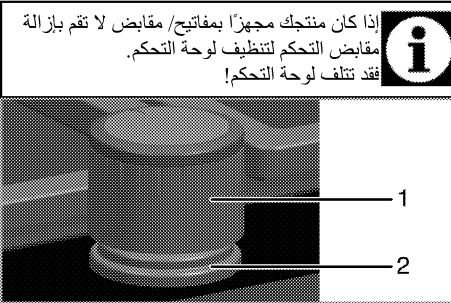 إذا كان منتجك مجهزًا بمفاتيح/ مقابض لا تقم بإزالة
مقابض التحكم لتنظيف لوحة التحكم.
فقد تتلف لوحة التحكم!
1
2